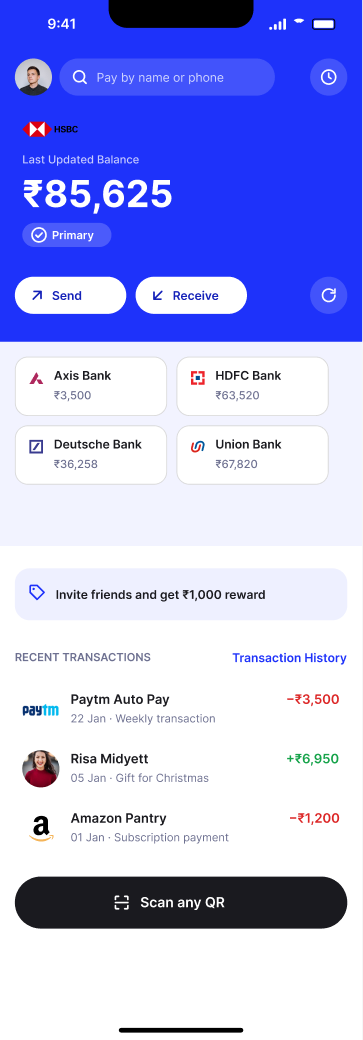 9:41
Pay by name or phone
HSBC
Last Updated Balance
₹85,625
Primary
Send
Receive
Axis Bank
₹3,500
HDFC Bank
₹63,520
Deutsche Bank
₹36,258
Union Bank
₹67,820
Invite friends and get ₹1,000 reward
RECENT TRANSACTIONS
Transaction History
Paytm Auto Pay
−₹3,500
paytm
22 Jan · Weekly transaction
Risa Midyett
+₹6,950
05 Jan · Gift for Christmas
Amazon Pantry
−₹1,200
a
01 Jan · Subscription payment
Scan any QR